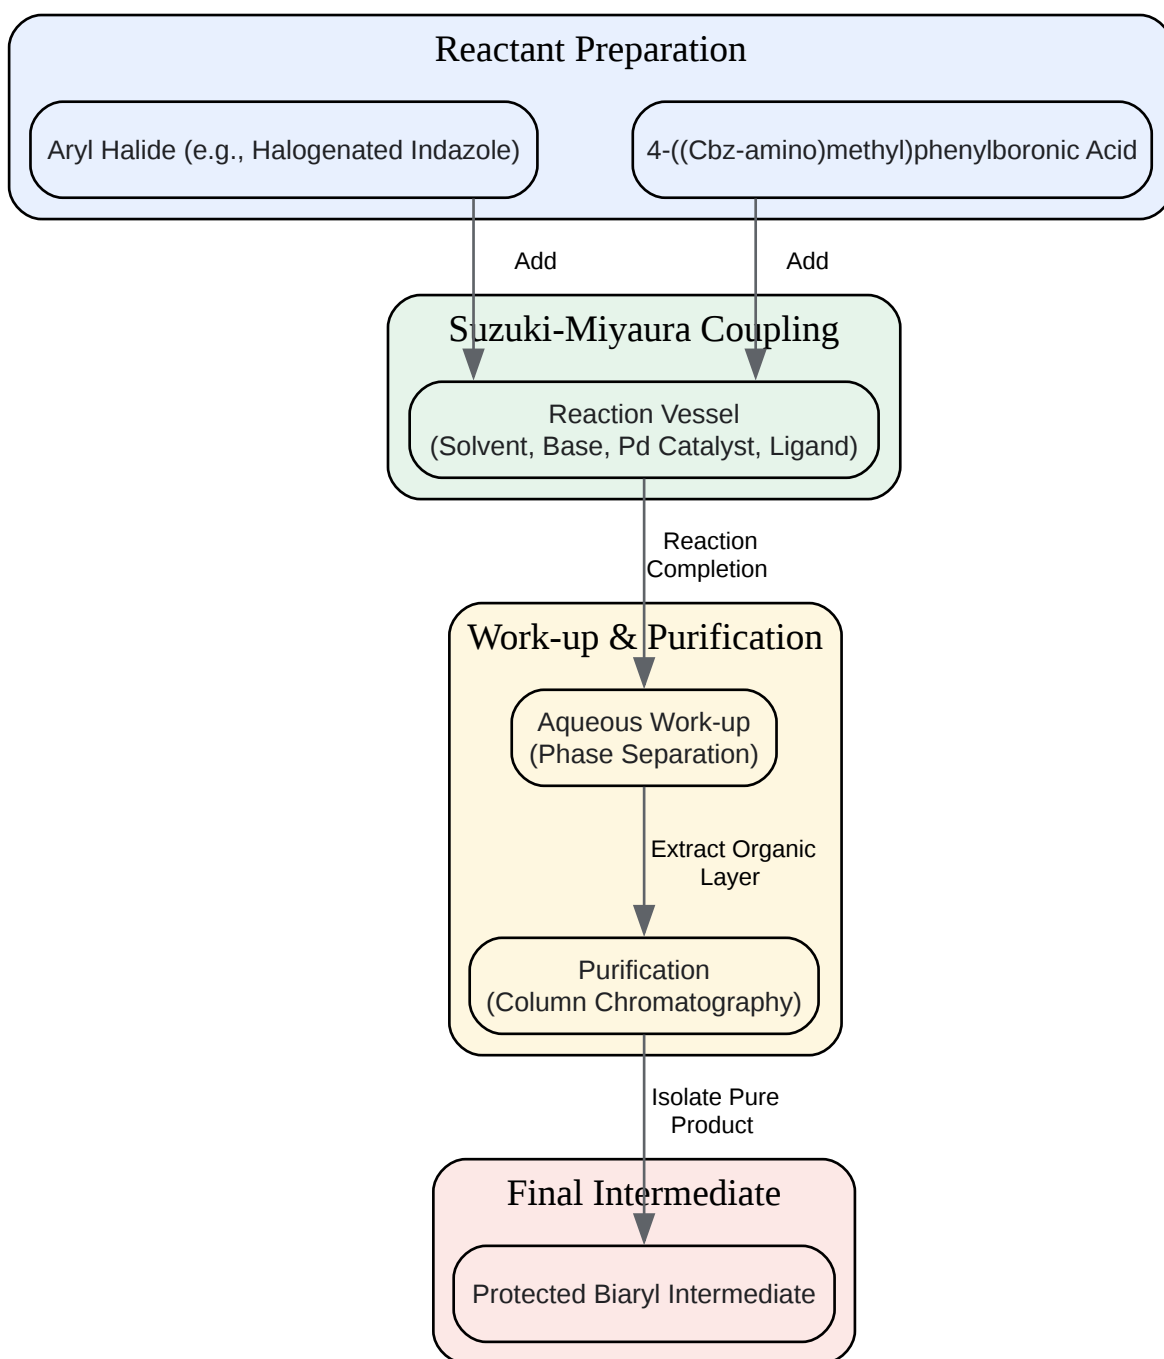 Reactant Preparation
Aryl Halide (e.g., Halogenated Indazole)
4-((Cbz-amino)methyl)phenylboronic Acid
Add
Add
Suzuki-Miyaura Coupling
Reaction Vessel
(Solvent, Base, Pd Catalyst, Ligand)
Reaction
Completion
Work-up & Purification
Aqueous Work-up
(Phase Separation)
Extract Organic
Layer
Purification
(Column Chromatography)
Isolate Pure
Product
Final Intermediate
Protected Biaryl Intermediate